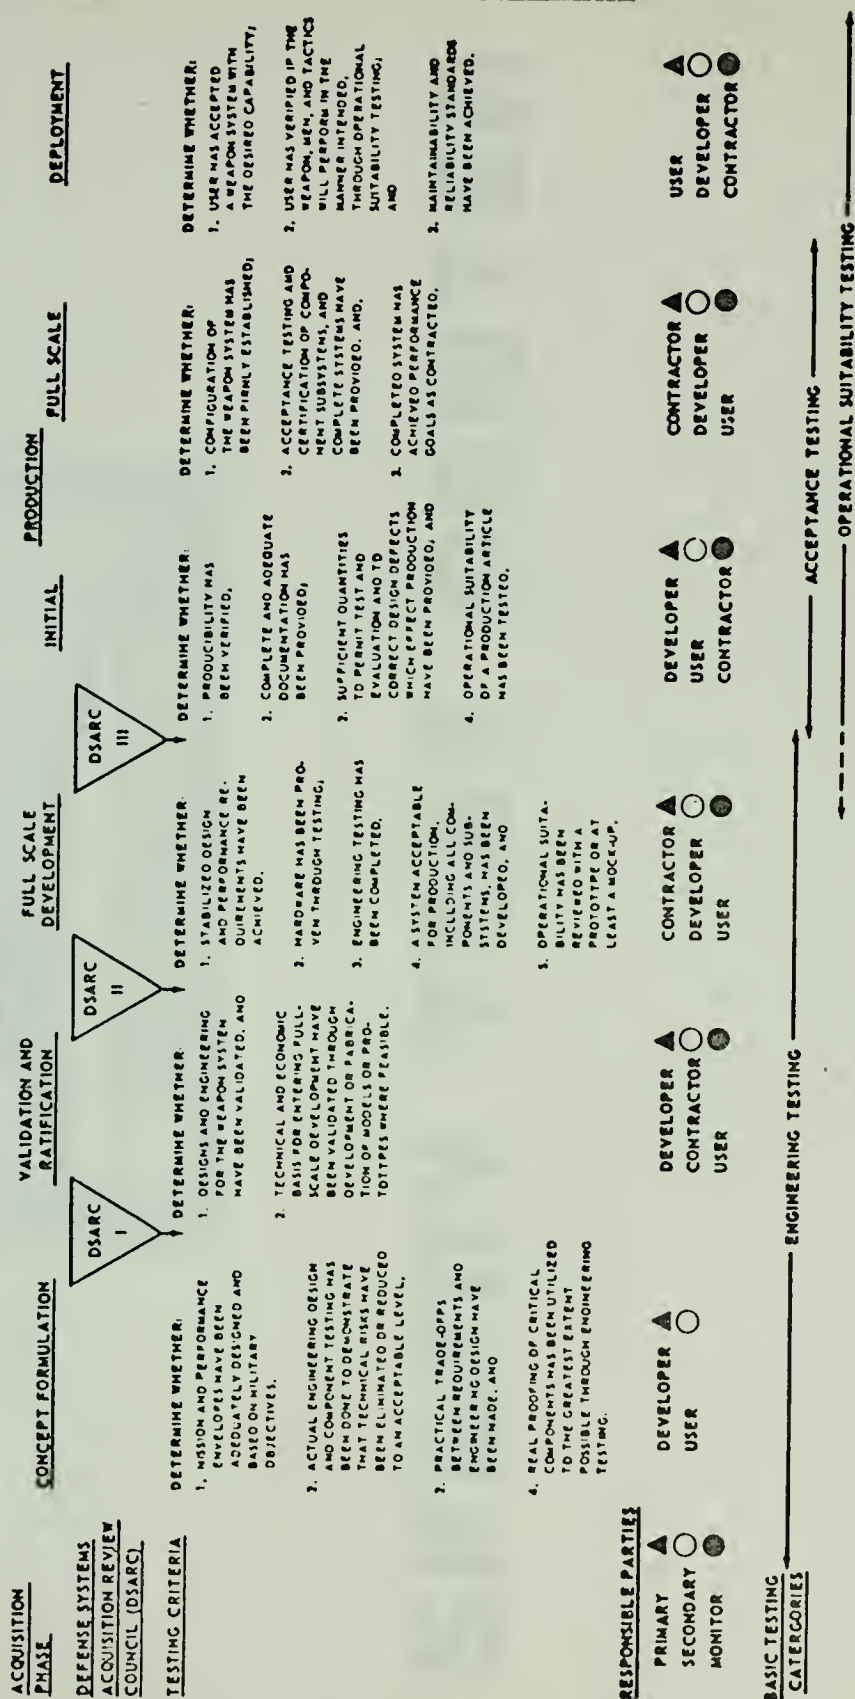 ACQUISITION
PHASE
CONCEPT FORMULATION
VALIDATION AND
RATIFICATION
FULL SCALE
DEVELOPMENT
PRODUCTION
INITIAL
FULL SCALE
DEPLOYMENT
DEFENSE SYSTEMS
ACQUISITION REVIEW
COUNCIL (DSARC)
DSARC
I
DSARC
II
DSARC
III
TESTING CRITERIA
DETERMINE WHETHER:
1. MISSION AND PERFORMANCE
ENVELOPES HAVE BEEN
ADEQUATELY DESIGNED AND
BASED ON MILITARY
OBJECTIVES.
2. ACTUAL ENGINEERING DESIGN
AND COMPONENT TESTING HAS
BEEN DONE TO DEMONSTRATE
THAT TECHNICAL RISKS HAVE
BEEN ELIMINATED OR REDUCED
TO AN ACCEPTABLE LEVEL,
3. PRACTICAL TRADE-OFFS
BETWEEN REQUIREMENTS AND
ENGINEERING DESIGN HAVE
BEEN MADE, AND
4. REAL PROOFING OF CRITICAL
COMPONENTS HAS BEEN UTILIZED
TO THE GREATEST EXTENT
POSSIBLE THROUGH ENGINEERING
TESTING.
DETERMINE WHETHER:
1. DESIGNS AND ENGINEERING
FOR THE WEAPON SYSTEM
HAVE BEEN VALIDATED, AND
2. TECHNICAL AND ECONOMIC
BASIS FOR ENTERING FULL-
SCALE DEVELOPMENT HAVE
BEEN VALIDATED THROUGH
DEVELOPMENT OR FABRICA-
TION OF MODELS OR PRO-
TOTYPES WHERE FEASIBLE.
DETERMINE WHETHER:
1. STABILIZED DESIGN
AND PERFORMANCE RE-
QUIREMENTS HAVE BEEN
ACHIEVED.
2. HARDWARE HAS BEEN PRO-
VEN THROUGH TESTING;
3. ENGINEERING TESTING HAS
BEEN COMPLETED,
4. A SYSTEM ACCEPTABLE
FOR PRODUCTION,
INCLUDING ALL COM-
PONENTS AND SUB-
SYSTEMS, HAS BEEN
DEVELOPED, AND
5. OPERATIONAL SUITA-
BILITY HAS BEEN
REVIEWED WITH A
PROTOTYPE OR AT
LEAST A MOCK-UP.
DETERMINE WHETHER:
1. PRODUCIBILITY HAS
BEEN VERIFIED,
2. COMPLETE AND ADEQUATE
DOCUMENTATION HAS
BEEN PROVIDED;
3. SUFFICIENT QUANTITIES
TO PERMIT TEST AND
EVALUATION AND TO
CORRECT DESIGN DEFECTS
WHICH EFFECT PRODUCTION
HAVE BEEN PROVIDED; AND
4. OPERATIONAL SUITABILITY
OF A PRODUCTION ARTICLE
HAS BEEN TESTED.
DETERMINE WHETHER:
1. CONFIGURATION OF
THE WEAPON SYSTEM HAS
BEEN FIRMLY ESTABLISHED;
2. ACCEPTANCE TESTING AND
CERTIFICATION OF COMPO-
NENT SUBSYSTEMS, AND
COMPLETE SYSTEMS HAVE
BEEN PROVIDED, AND,
3. COMPLETED SYSTEM HAS
ACHIEVED PERFORMANCE
GOALS AS CONTRACTED.
DETERMINE WHETHER:
1. USER HAS ACCEPTED
A WEAPON SYSTEM WITH
THE DESIRED CAPABILITY;
2. USER HAS VERIFIED IF THE
WEAPON, MEN, AND TACTICS
WILL PERFORM IN THE
MANNER INTENDED,
THROUGH OPERATIONAL
SUITABILITY TESTING;
AND
3. MAINTAINABILITY AND
RELIABILITY STANDARDS
HAVE BEEN ACHIEVED.
RESPONSIBLE PARTIES
PRIMARY
SECONDARY
MONITOR
DEVELOPER
USER
DEVELOPER
CONTRACTOR
USER
CONTRACTOR
DEVELOPER
USER
DEVELOPER
USER
CONTRACTOR
CONTRACTOR
DEVELOPER
USER
USER
DEVELOPER
CONTRACTOR
BASIC TESTING
CATERGORIES
ENGINEERING TESTING
ACCEPTANCE TESTING
OPERATIONAL SUITABILITY TESTING